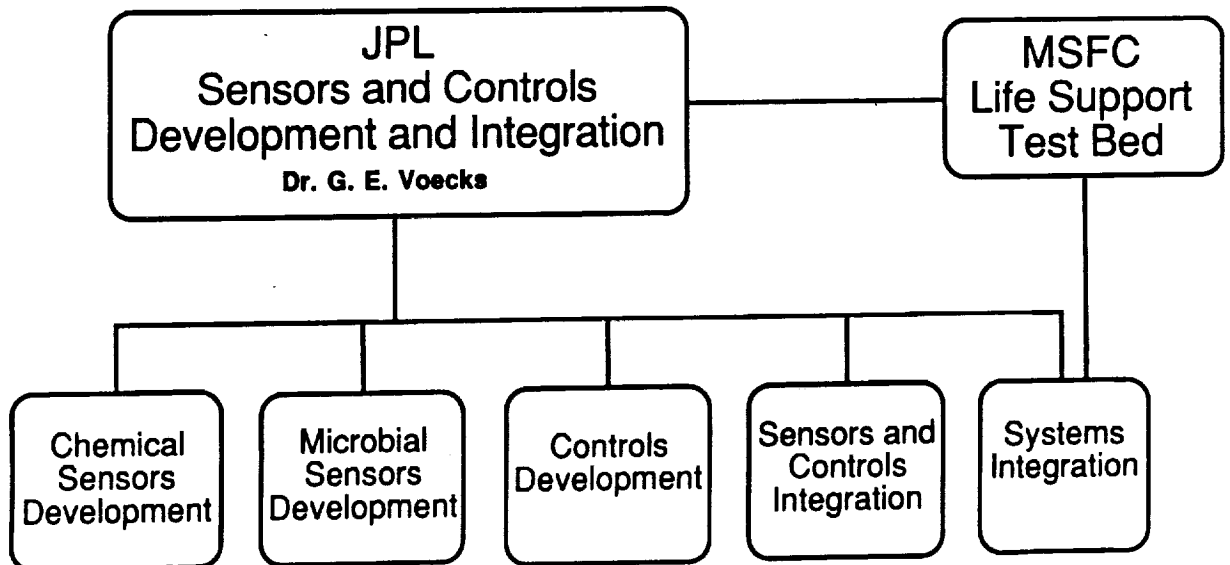 JPL
Sensors and Controls
Development and Integration
Dr. G. E. Voecks
MSFC
Life Support
Test Bed
Chemical
Sensors
Development
Microbial
Sensors
Development
Controls
Development
Sensors and
Controls
Integration
Systems
Integration